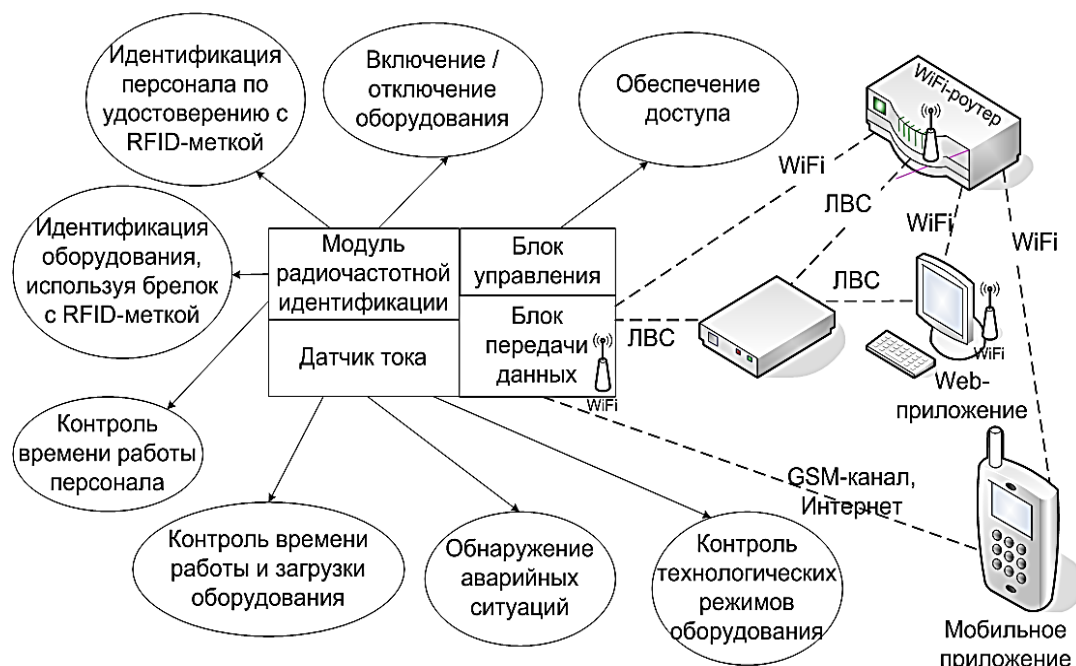 Идентификация
персонала по
удостоверению с
RFID-меткой
Включение /
отключение
оборудования
Обеспечение
доступа
WiFi-роутер
WiFi
ЛВС
WiFi
WiFi
Идентификация
оборудования,
используя брелок
с RFID-меткой
Модуль
радиочастотной
идентификации
Блок
управления
Датчик тока
Блок
передачи
данных
WiFi
ЛВС
ЛВС
WiFi
Web-
приложение
Контроль
времени работы
персонала
GSM-канал,
Интернет
Контроль времени
работы и загрузки
оборудования
Обнаружение
аварийных
ситуаций
Контроль
технологических
режимов
оборудования
Мобильное
приложение